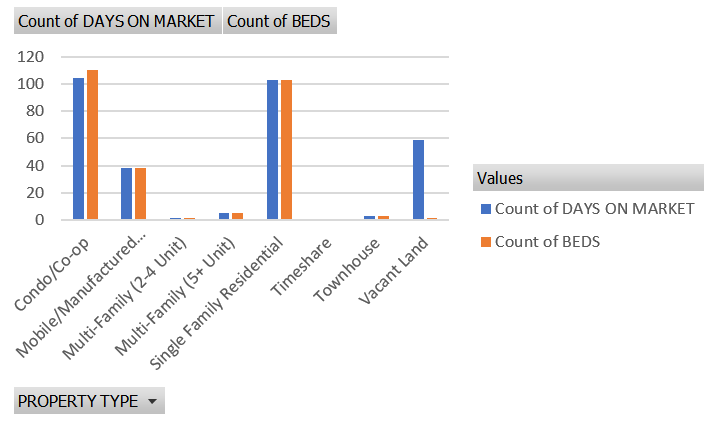 Count of DAYS ON MARKET Count of BEDS
120
100
80
60
40
20
0
Condo/Co-op
Mobile/Manufactured...
Multi-Family (2-4 Unit)
Multi-Family (5+ Unit)
Single Family Residential
Timeshare
Townhouse
Vacant Land
Values
Count of DAYS ON MARKET
Count of BEDS
PROPERTY TYPE